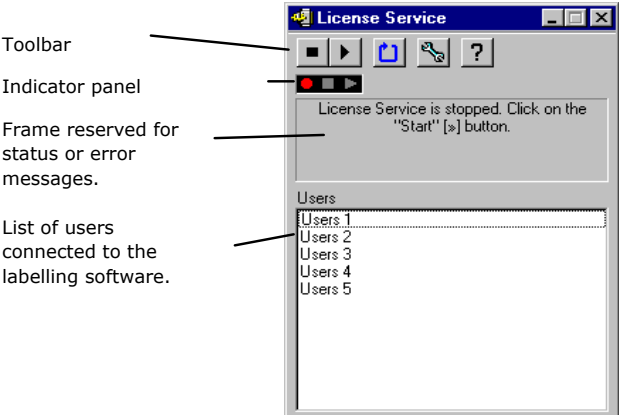 License Service
Toolbar
?
Indicator panel
License Service is stopped. Click on the
"Start" [»] button.
Frame reserved for
status or error
messages.
Users
List of users
connected to the
labelling software.
Users 1
Users 2
Users 3
Users 4
Users 5